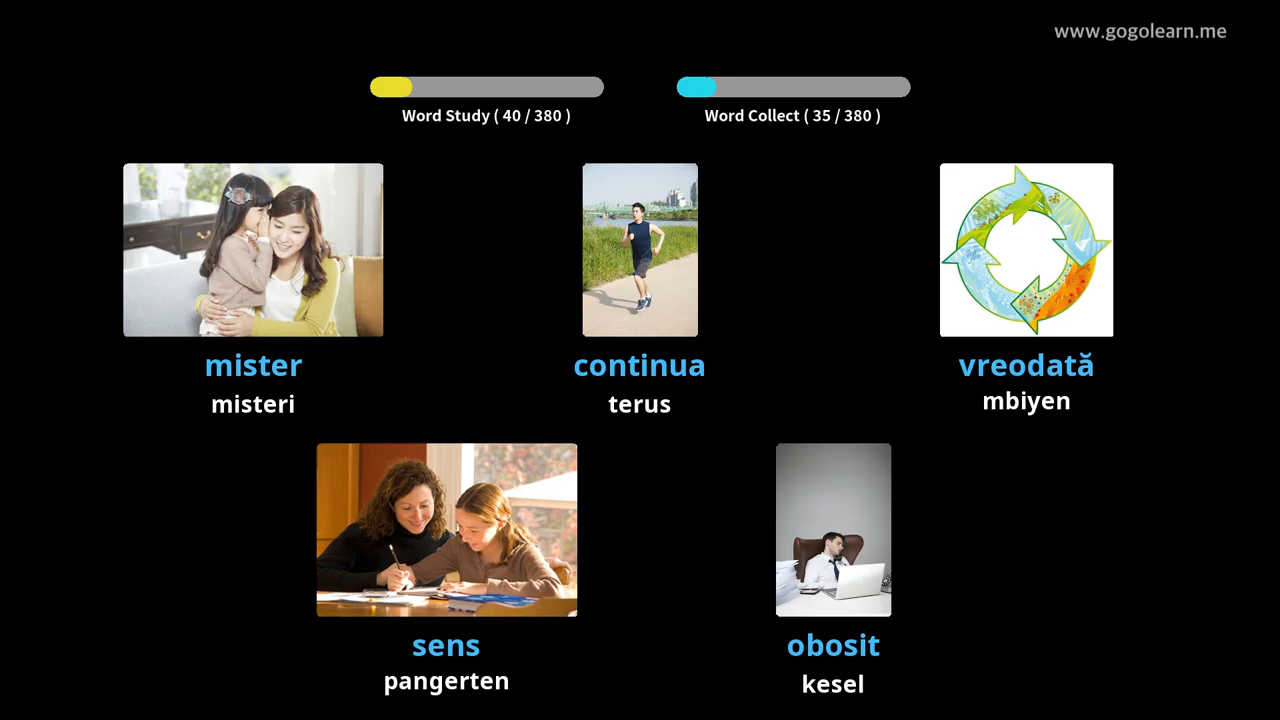 www.gogolearn.me
Word Study ( 40 / 380 )
Word Collect ( 35 / 380 )
mister
misteri
continua
terus
vreodată
mbiyen
sens
pangerten
obosit
kesel